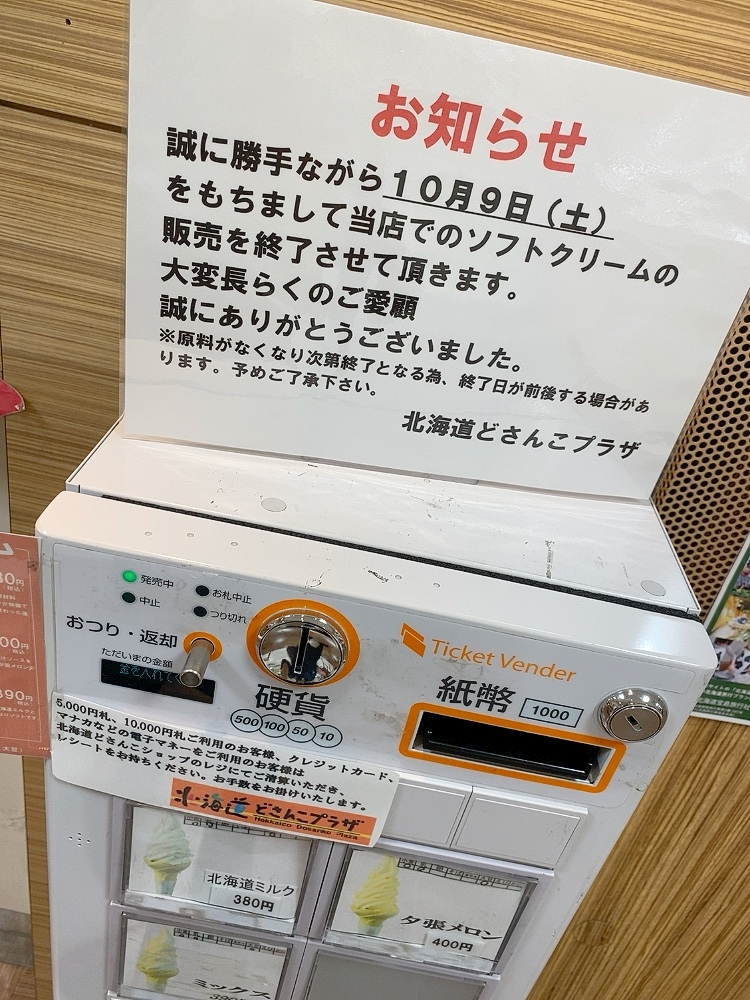 お知らせ
誠に勝手ながら10月9日(土)
をもちまして当店でのソフトクリームの
販売を終了させて頂きます。
大変長らくのご愛顧
誠にありがとうございました。
※原料がなくなり次第終了となる為、終了日が前後する場合があ
ります。予めご了承下さい。
北海道どさんこプラザ
発売中
お札中止
中止
つり切れ
おつり・返却
ただいまの金額
金を入れて
硬貨
500 100 50 10
Ticket Vender
紙幣 1000
5,000円札、10,000円札ご利用のお客様、クレジットカード、
マナカなどの電子マネーをご利用のお客様は
北海道どさんこショップのレジにてご清算いただき、
レシートをお持ちください。お手数をお掛けいたします。
北海道どさんこプラザ
Hokkaido Dosanko Plaza
北海道ミルク
380円
夕張メロン
400円
ミックス
390円